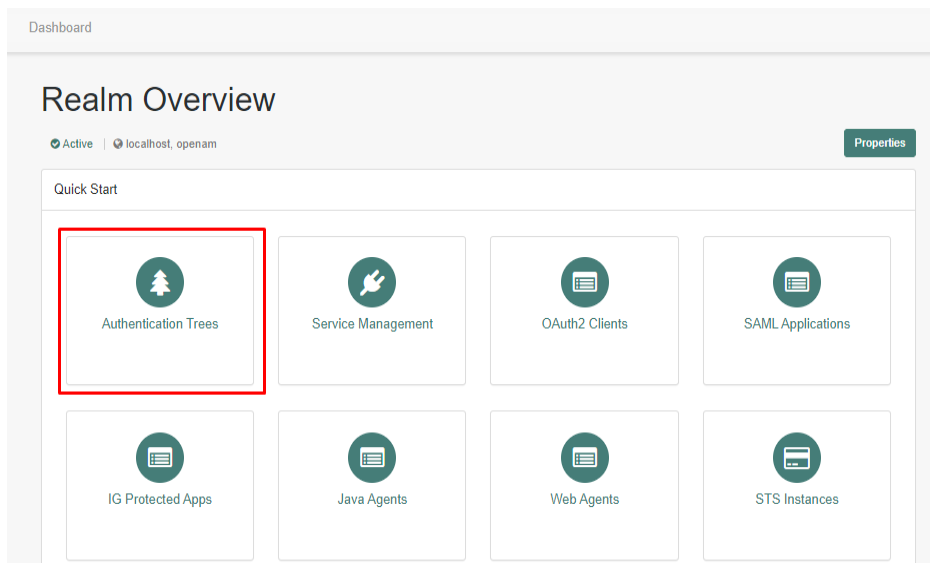 Dashboard
Realm Overview
Active | localhost, openam
Properties
Quick Start
Authentication Trees
Service Management
OAuth2 Clients
SAML Applications
IG Protected Apps
Java Agents
Web Agents
STS Instances